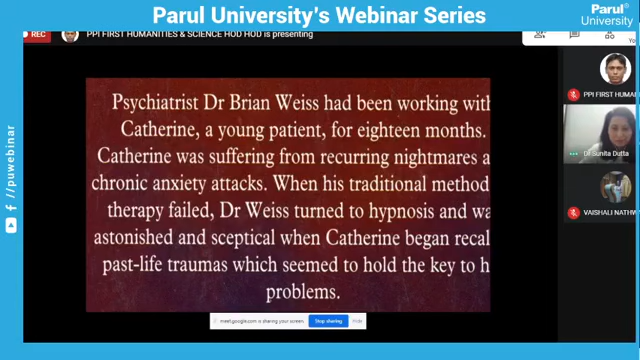 Parul University's Webinar Series
Parul®
University
REC
PPI FIRST HUMANITIES & SCIENCE HOD HOD is presenting
Yo
Psychiatrist Dr Brian Weiss had been working with
Catherine, a young patient, for eighteen months.
Catherine was suffering from recurring nightmares a
chronic anxiety attacks. When his traditional method
therapy failed, Dr Weiss turned to hypnosis and wa
astonished and sceptical when Catherine began recal
past-life traumas which seemed to hold the key to h
problems.
PPI FIRST HUMAN
Dr Sunita Dutta
VAISHALI NATHW
meet.google.com is sharing your screen.
Stop sharing
Hide
/puwebinar